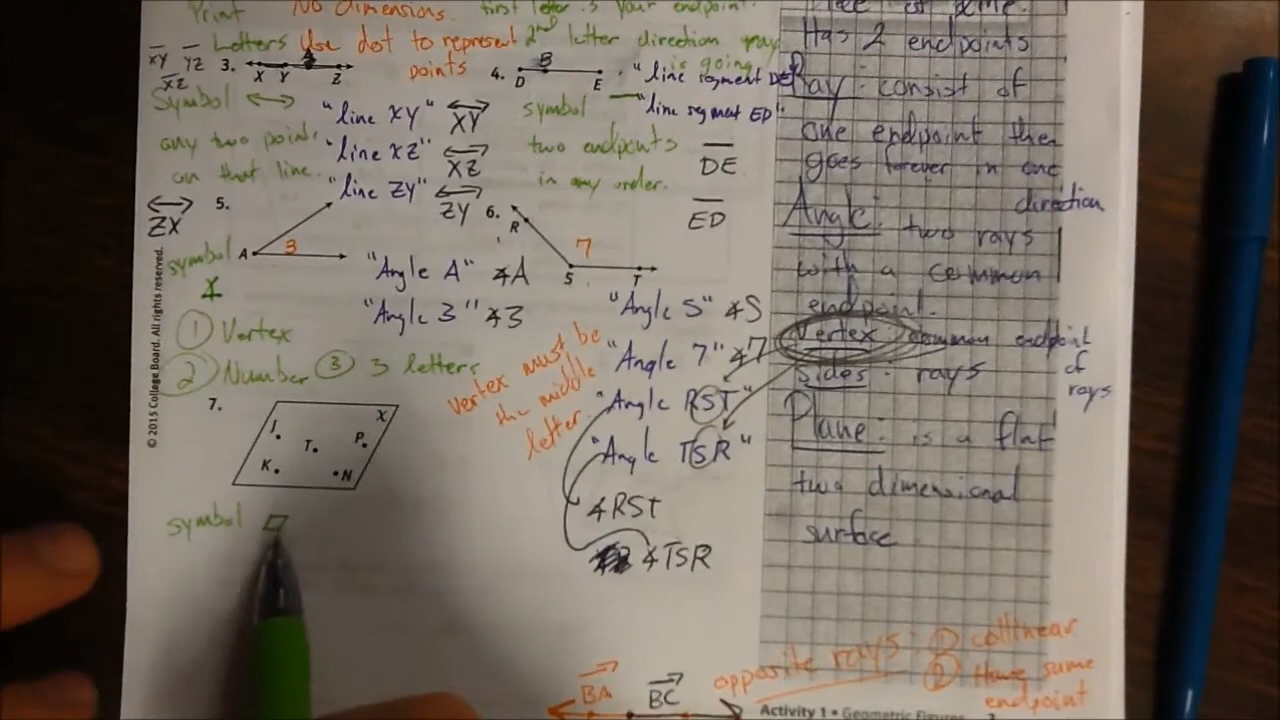 Print No dimensions. first letter is your endpoint.
Letters Use dot to represent 2nd letter direction ray
points is going
XY YZ
XZ
3. X Y Z
4. D B E
"line segment DE"
"line segment ED"
Symbol ↔ "line XY" XY
any two point. "line XZ" XZ
on that line. "line ZY" ZY
ZX
symbol —
two endpoints DE
in any order. ED
5. A 3
symbol ∡
"Angle A" ∡A
"Angle 3" ∡3
① Vertex
② Number ③ 3 letters
6. R S T 7
"Angle S" ∡S
"Angle 7" ∡7
"Angle RST"
"Angle TSR"
∡RST
∡TSR
vertex must be
the middle
letter.
7. J T P K N X
symbol ▱
© 2015 College Board. All rights reserved.
Has 2 endpoints
Ray: consist of
one endpoint then
goes forever in one
direction
Angle: two rays
with a common
endpoint.
Vertex common endpoint
of
rays
Sides: rays
Plane: is a flat
two dimensional
surface
opposite rays: ① collinear
② Have same
endpoint
BA BC
Activity 1 • Geometric Figures